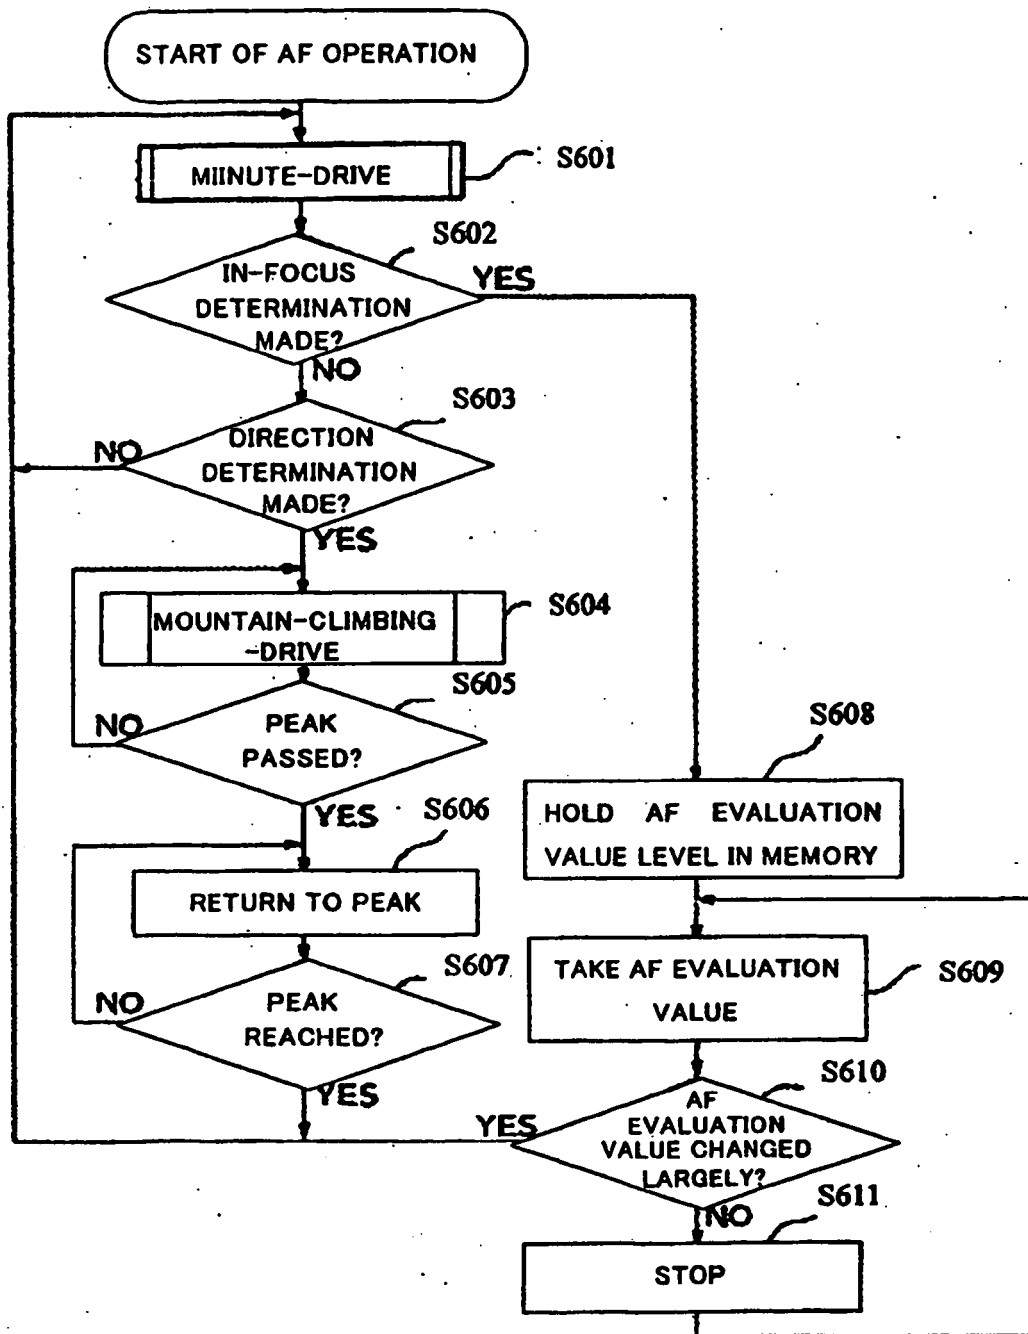 START OF AF OPERATION
MIINUTE-DRIVE
S601
S602
IN-FOCUS
DETERMINATION
MADE?
YES
NO
S603
DIRECTION
DETERMINATION
MADE?
NO
YES
MOUNTAIN-CLIMBING
-DRIVE
S604
S605
PEAK
PASSED?
NO
YES
S606
RETURN TO PEAK
S607
PEAK
REACHED?
NO
YES
S608
HOLD AF EVALUATION
VALUE LEVEL IN MEMORY
TAKE AF EVALUATION
VALUE
S609
S610
AF
EVALUATION
VALUE CHANGED
LARGELY?
YES
NO
S611
STOP